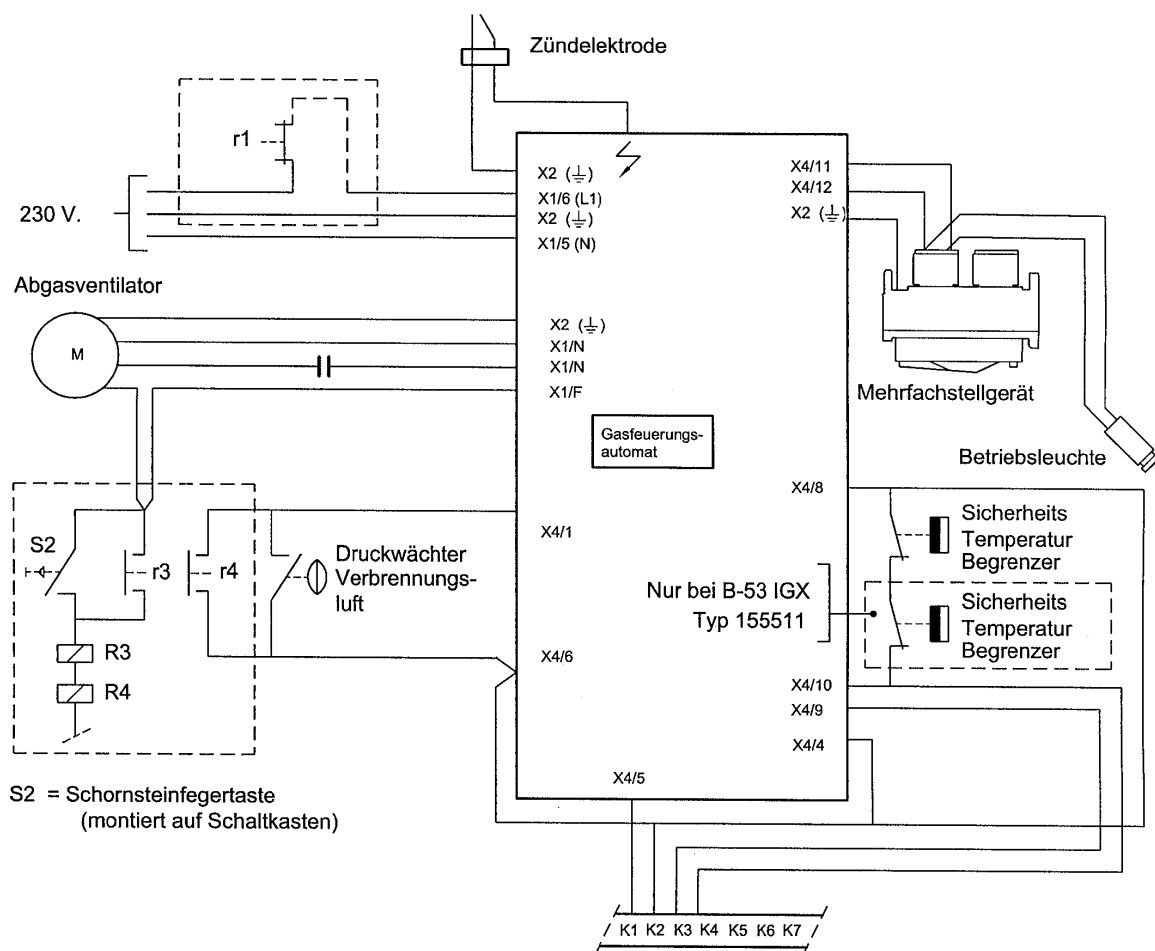 Zündelektrode
r1
230 V.
X2 (⏚)
X1/6 (L1)
X2 (⏚)
X1/5 (N)
X4/11
X4/12
X2 (⏚)
Abgasventilator
M
X2 (⏚)
X1/N
X1/N
X1/F
Gasfeuerungs-
automat
Mehrfachstellgerät
Betriebsleuchte
X4/8
S2
r3
r4
X4/1
Druckwächter
Verbrennungs-
luft
Sicherheits
Temperatur
Begrenzer
Nur bei B-53 IGX
Typ 155511
Sicherheits
Temperatur
Begrenzer
R3
R4
X4/6
X4/10
X4/9
X4/4
X4/5
S2 = Schornsteinfegertaste
(montiert auf Schaltkasten)
K1 K2 K3 K4 K5 K6 K7